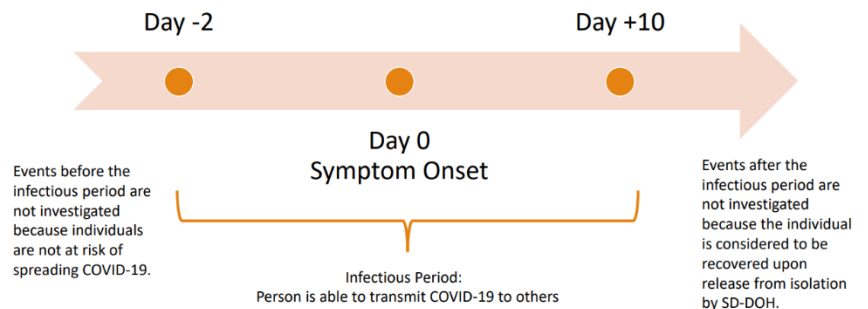 Day -2
Day +10
Day 0
Symptom Onset
Events before the
infectious period are
not investigated
because individuals
are not at risk of
spreading COVID-19.
Infectious Period:
Person is able to transmit COVID-19 to others
Events after the
infectious period are
not investigated
because the individual
is considered to be
recovered upon
release from isolation
by SD-DOH.